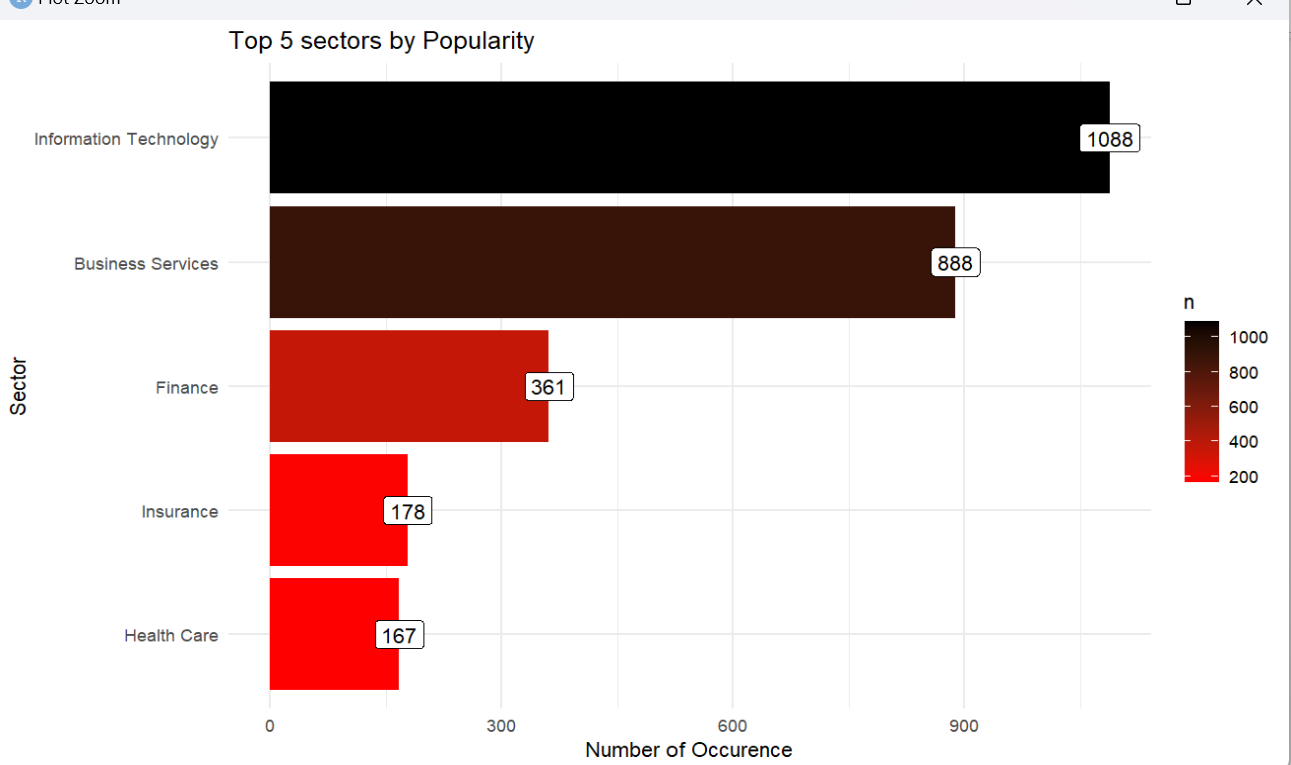 Plot Zoom
Top 5 sectors by Popularity
Information Technology
1088
Business Services
888
Finance
361
Insurance
178
Health Care
167
Sector
0 300 600 900
Number of Occurence
n
1000
800
600
400
200